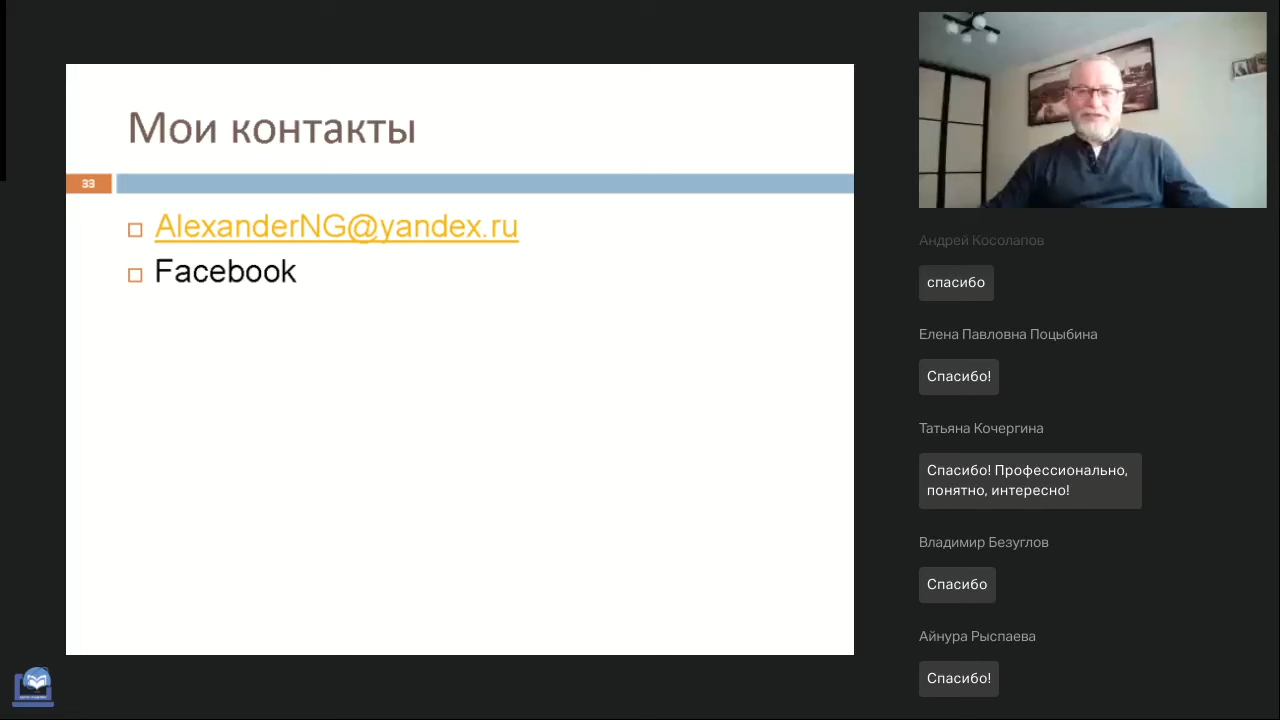 Мои контакты
33
AlexanderNG@yandex.ru
Facebook
Андрей Косолапов
спасибо
Елена Павловна Поцыбина
Спасибо!
Татьяна Кочергина
Спасибо! Профессионально,
понятно, интересно!
Владимир Безуглов
Спасибо
Айнура Рыспаева
Спасибо!